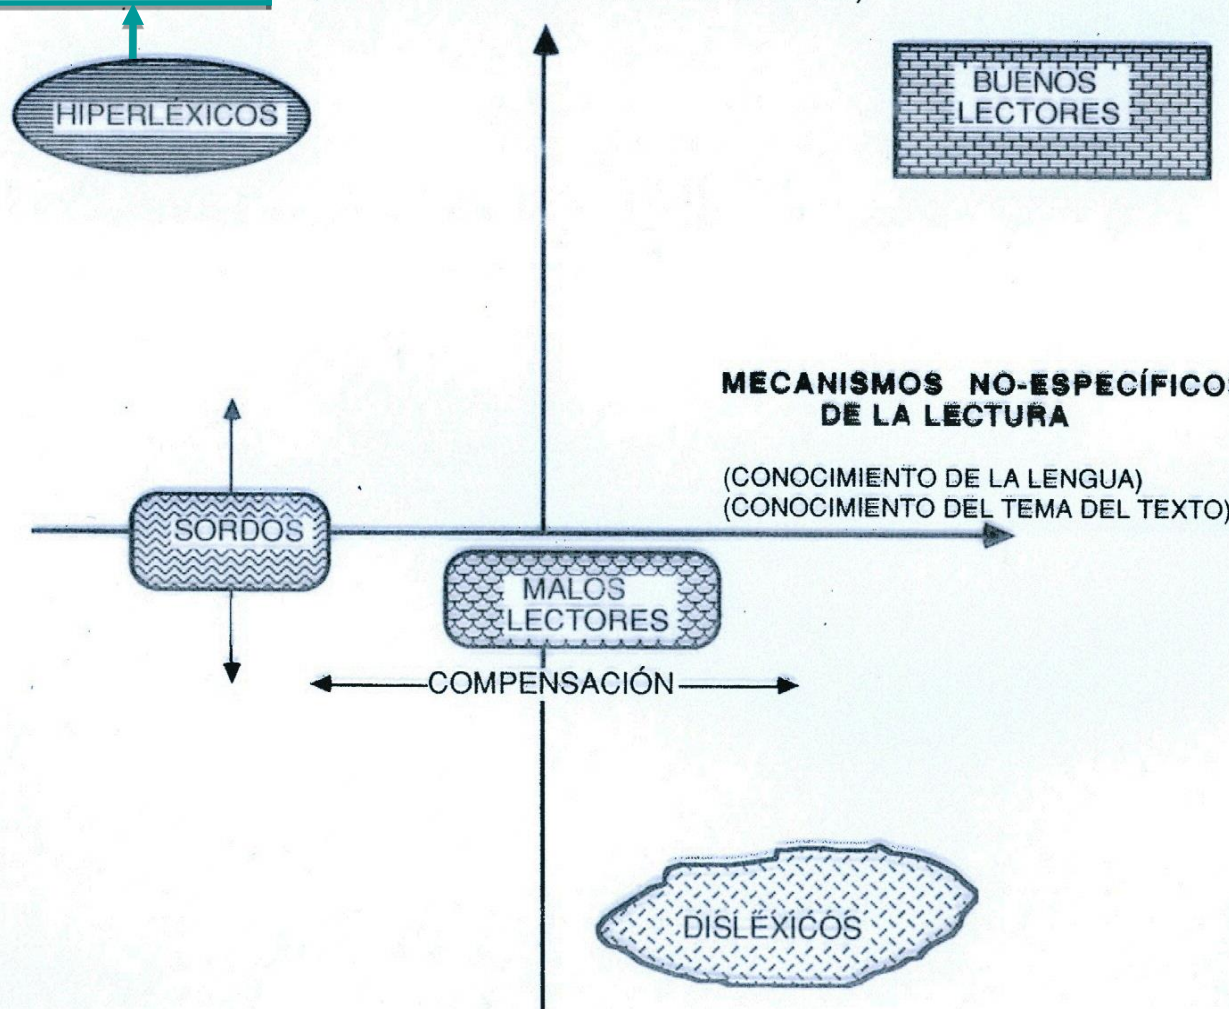 HIPERLÉXICOS
BUENOS
LECTORES
MECANISMOS NO-ESPECÍFICOS
DE LA LECTURA
(CONOCIMIENTO DE LA LENGUA)
(CONOCIMIENTO DEL TEMA DEL TEXTO)
SORDOS
MALOS
LECTORES
COMPENSACIÓN
DISLÉXICOS